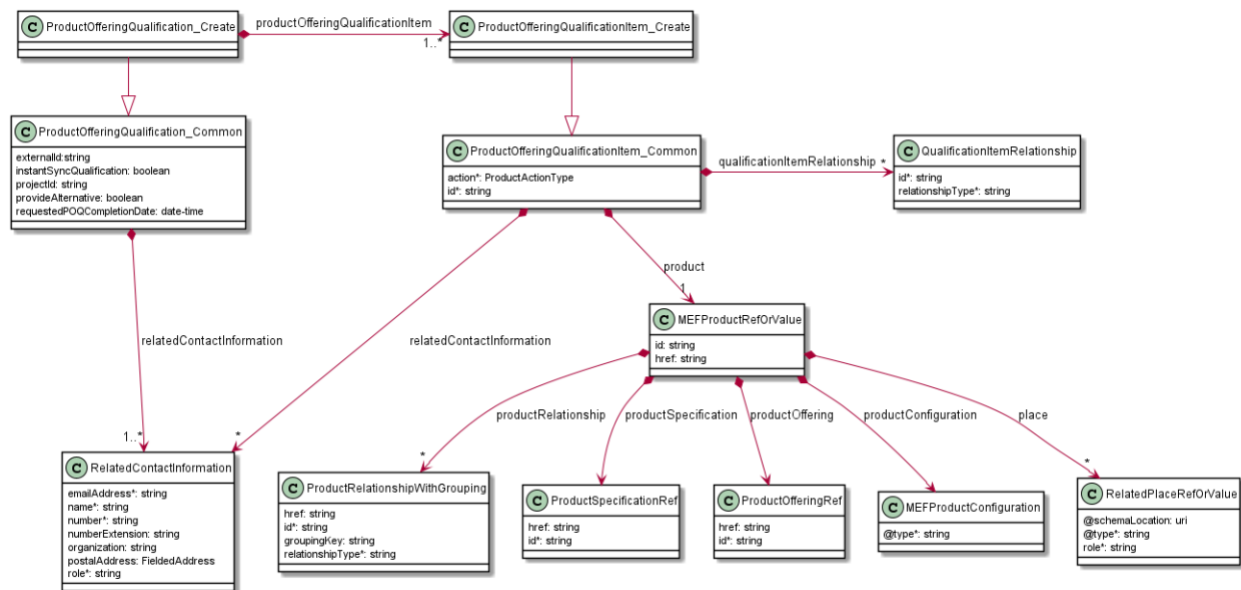 C ProductOfferingQualification_Create
productOfferingQualificationItem
1..*
C ProductOfferingQualificationItem_Create
C ProductOfferingQualification_Common
externalId:string
instantSyncQualification: boolean
projectId: string
provideAlternative: boolean
requestedPOQCompletionDate: date-time
C ProductOfferingQualificationItem_Common
action*: ProductActionType
id*: string
qualificationItemRelationship
*
C QualificationItemRelationship
id*: string
relationshipType*: string
product
1
C MEFProductRefOrValue
id: string
href: string
relatedContactInformation
relatedContactInformation
productRelationship
productSpecification
productOffering
productConfiguration
place
1..*
*
*
*
C RelatedContactInformation
emailAddress*: string
name*: string
number*: string
numberExtension: string
organization: string
postalAddress: FieldedAddress
role*: string
C ProductRelationshipWithGrouping
href: string
id*: string
groupingKey: string
relationshipType*: string
C ProductSpecificationRef
href: string
id*: string
C ProductOfferingRef
href: string
id*: string
C MEFProductConfiguration
@type*: string
C RelatedPlaceRefOrValue
@schemaLocation: uri
@type*: string
role*: string